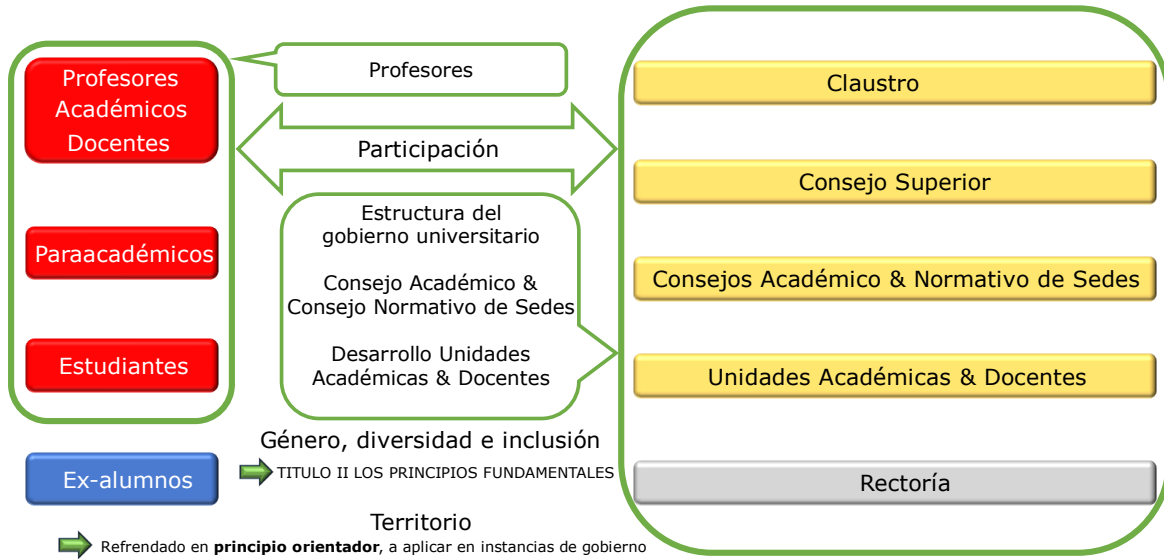 Profesores
Académicos
Docentes
Paraacadémicos
Estudiantes
Ex-alumnos
Profesores
Participación
Estructura del
gobierno universitario
Consejo Académico &
Consejo Normativo de Sedes
Desarrollo Unidades
Académicas & Docentes
Género, diversidad e inclusión
TITULO II LOS PRINCIPIOS FUNDAMENTALES
Territorio
Refrendado en principio orientador, a aplicar en instancias de gobierno
Claustro
Consejo Superior
Consejos Académico & Normativo de Sedes
Unidades Académicas & Docentes
Rectoría